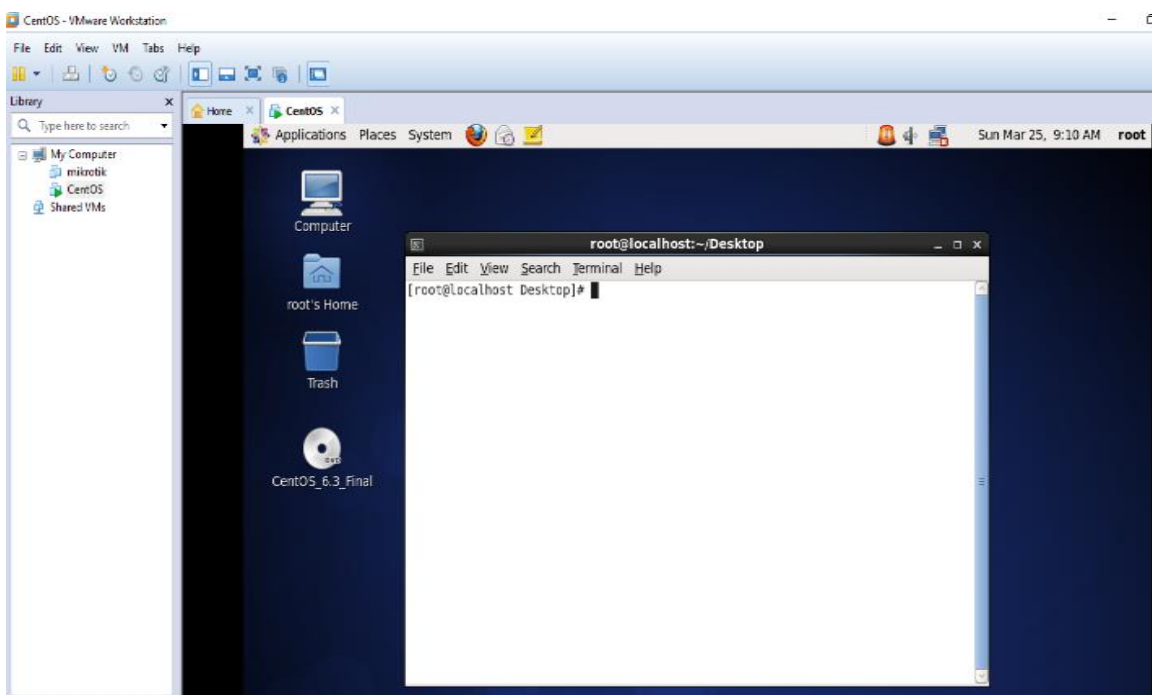 CentOS - VMware Workstation
File Edit View VM Tabs Help
Library
Type here to search
My Computer
mikrotik
CentOS
Shared VMs
Home
CentOS
Applications Places System
Sun Mar 25, 9:10 AM root
Computer
root's Home
Trash
CentOS_6.3_Final
root@localhost:~/Desktop
File Edit View Search Terminal Help
[root@localhost Desktop]#